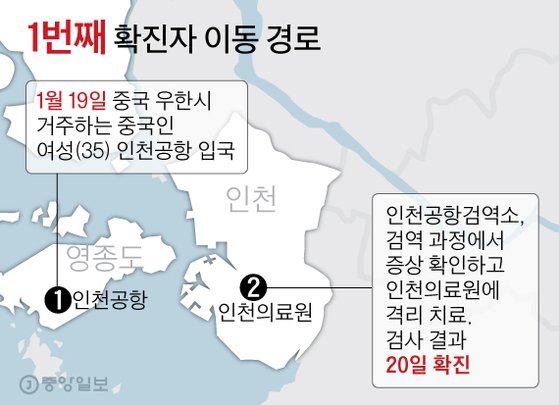 1번째 확진자 이동 경로
1월 19일 중국 우한시
거주하는 중국인
여성(35) 인천공항 입국
인천
영종도
1 인천공항
2
인천의료원
인천공항검역소,
검역 과정에서
증상 확인하고
인천의료원에
격리 치료.
검사 결과
20일 확진
J 중앙일보